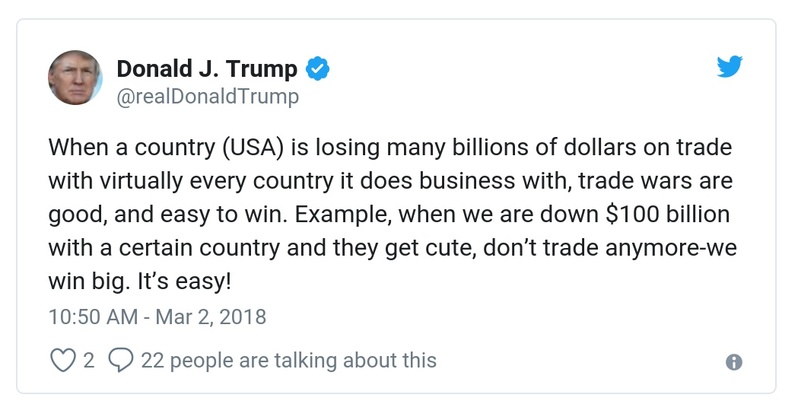 Donald J. Trump
@realDonaldTrump
When a country (USA) is losing many billions of dollars on trade
with virtually every country it does business with, trade wars are
good, and easy to win. Example, when we are down $100 billion
with a certain country and they get cute, don’t trade anymore-we
win big. It’s easy!
10:50 AM - Mar 2, 2018
2 22 people are talking about this